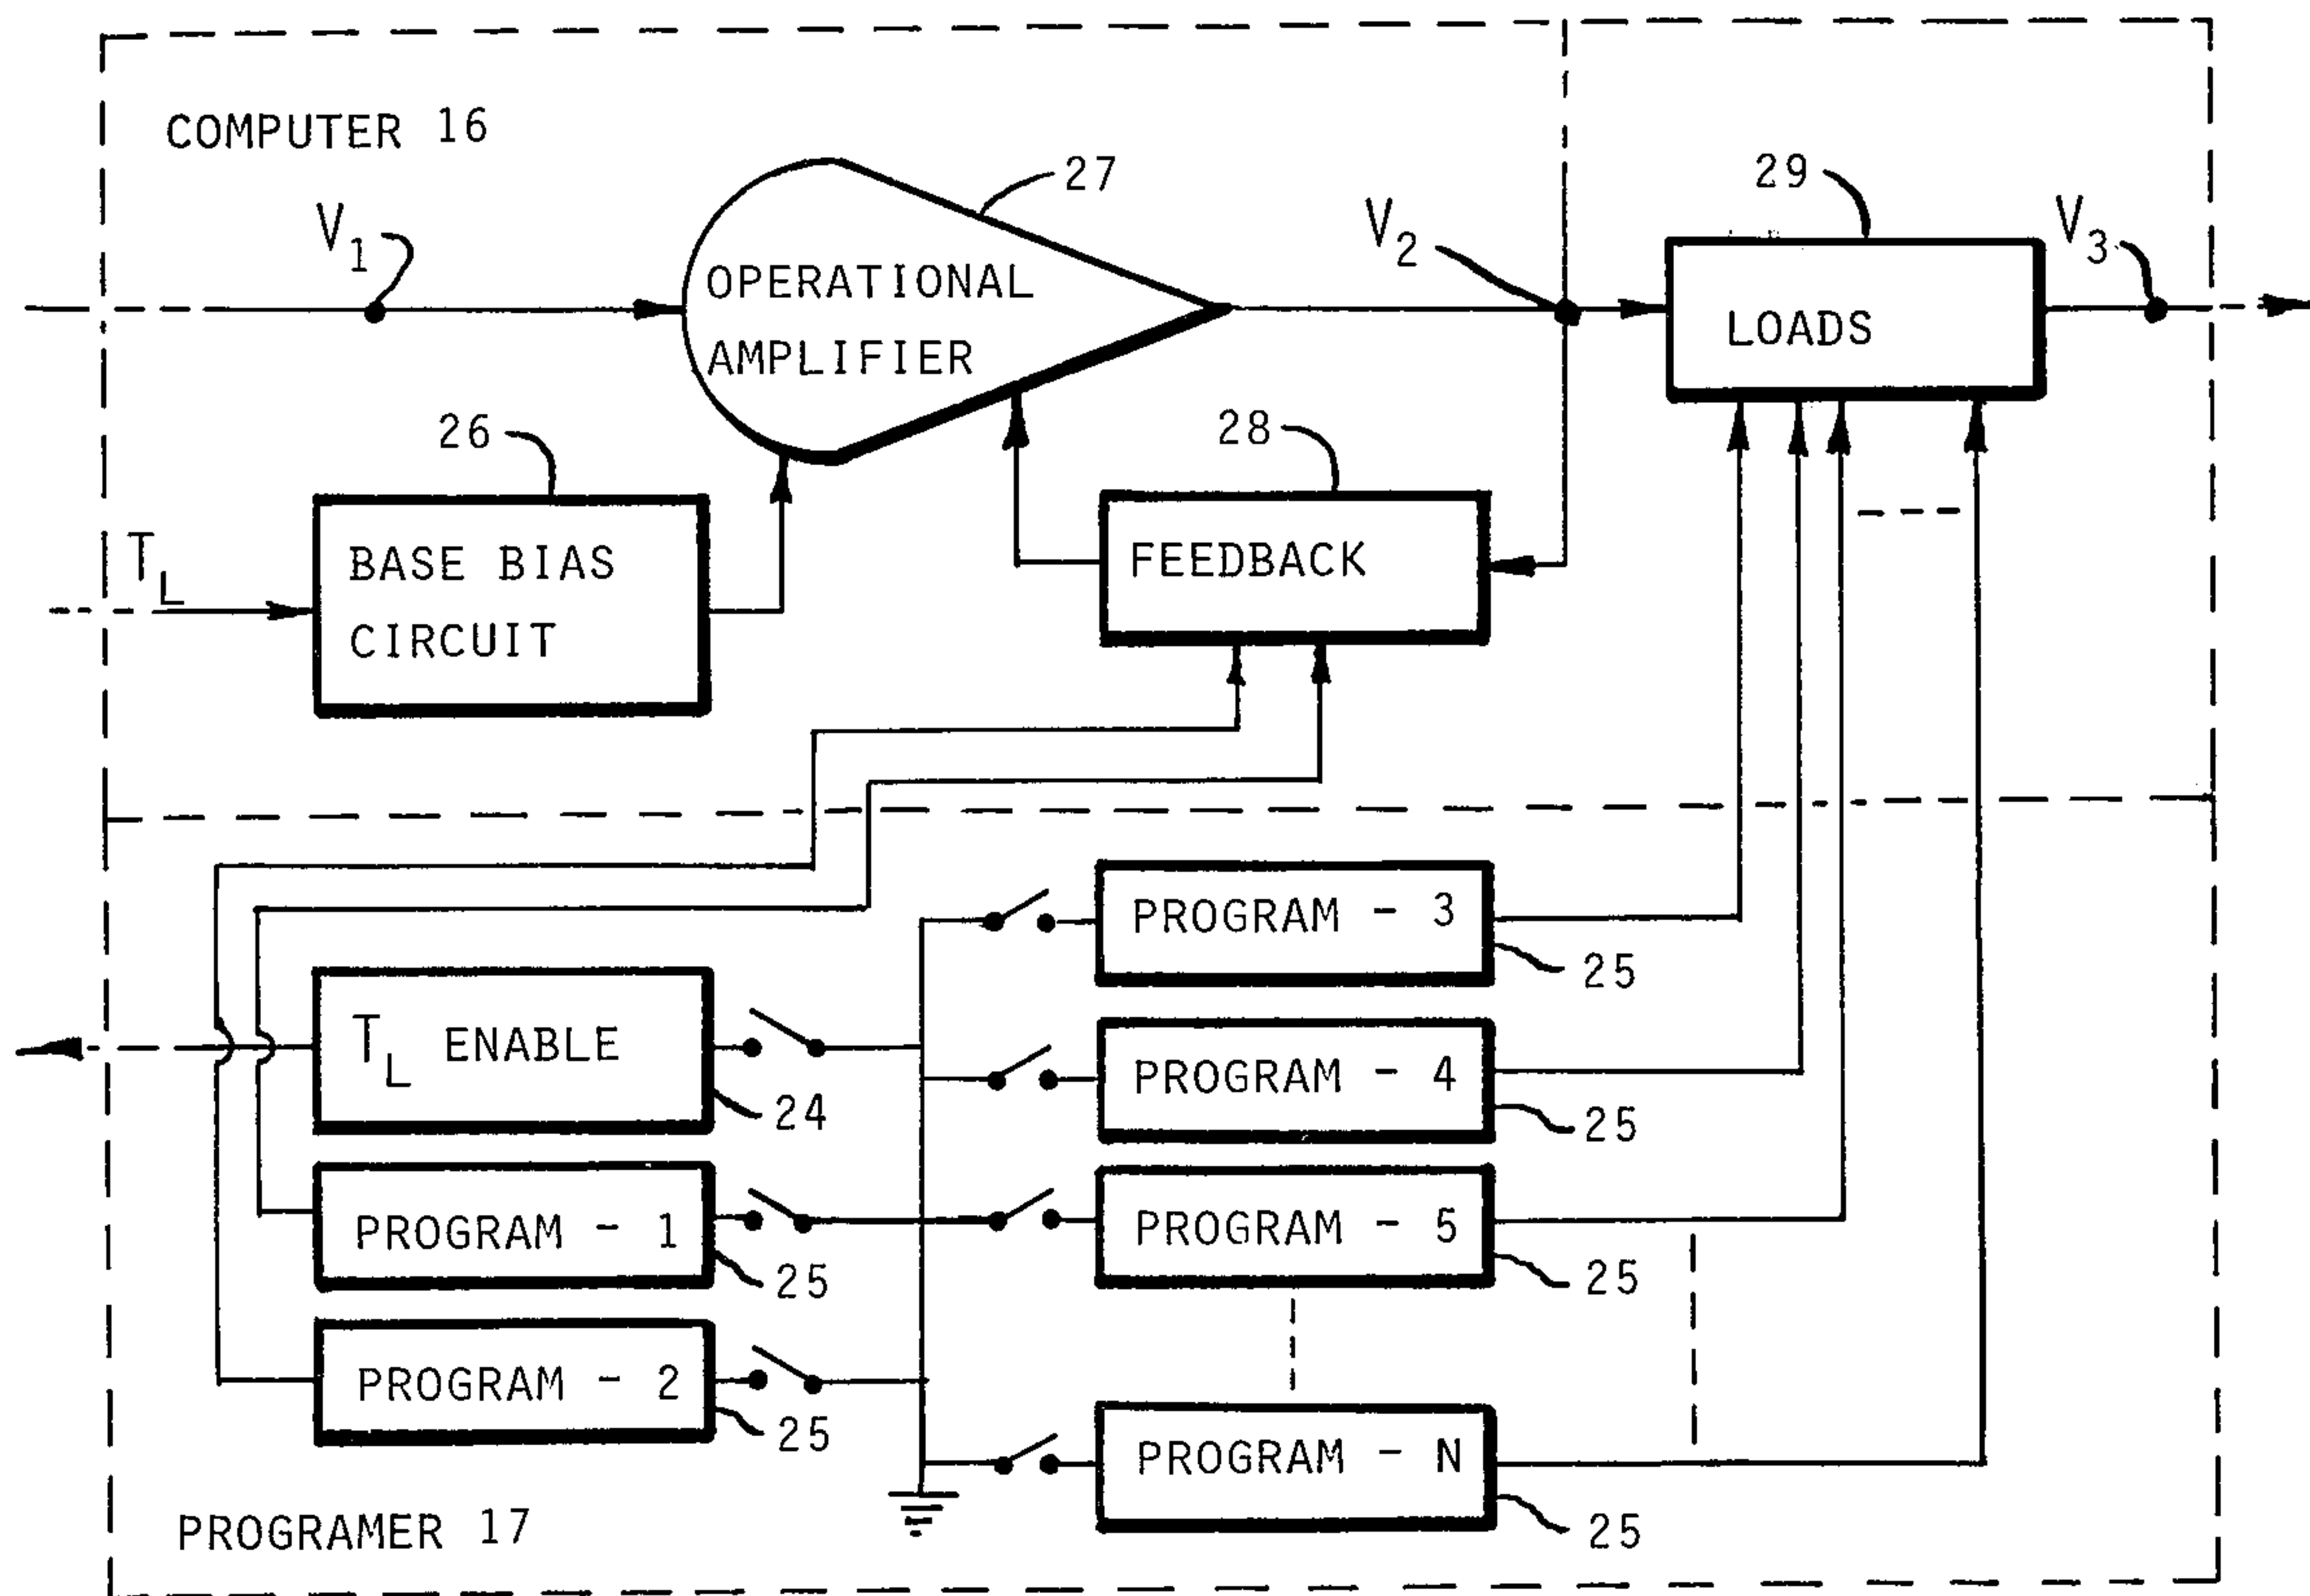 COMPUTER 16
27
29
V1
V2
V3
OPERATIONAL
AMPLIFIER
LOADS
26
28
TL
BASE BIAS
CIRCUIT
FEEDBACK
PROGRAM - 3
25
TL ENABLE
24
PROGRAM - 4
25
PROGRAM - 1
25
PROGRAM - 5
25
PROGRAM - 2
25
PROGRAM - N
25
PROGRAMER 17